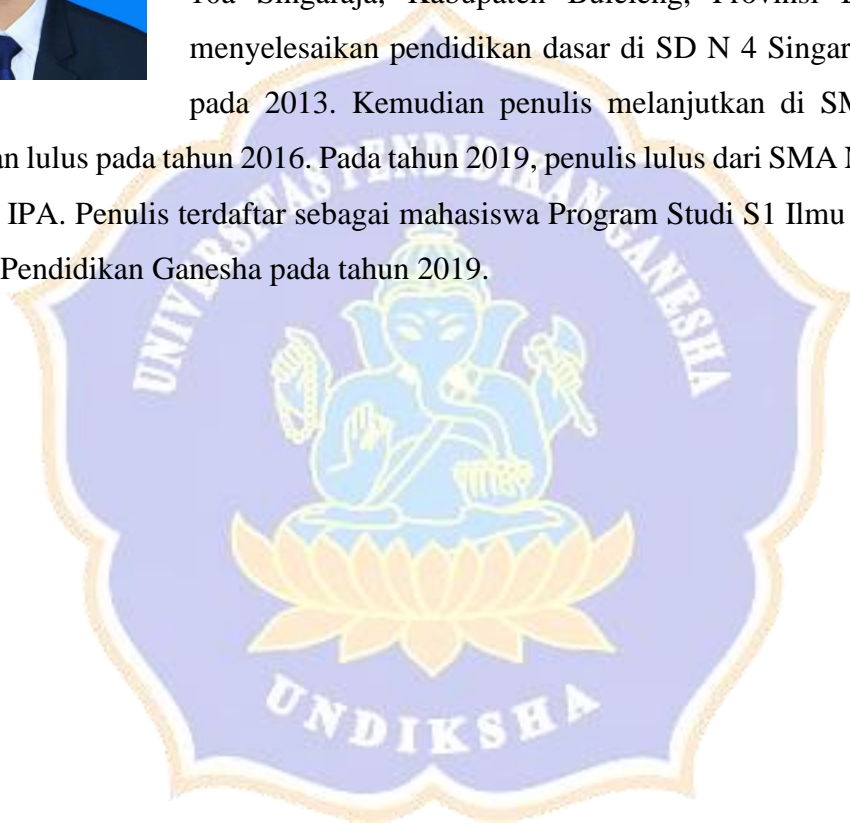 Singaraja, Kabupaten Buleleng, Provinsi
menyelesaikan pendidikan dasar di SD N 4 Singar
pada 2013. Kemudian penulis melanjutkan di SM
an lulus pada tahun 2016. Pada tahun 2019, penulis lulus dari SMA N
IPA. Penulis terdaftar sebagai mahasiswa Program Studi S1 Ilmu
Pendidikan Ganesha pada tahun 2019.
UNIVERSITAS PENDIDIKAN GANESHA
UNDIKSHA